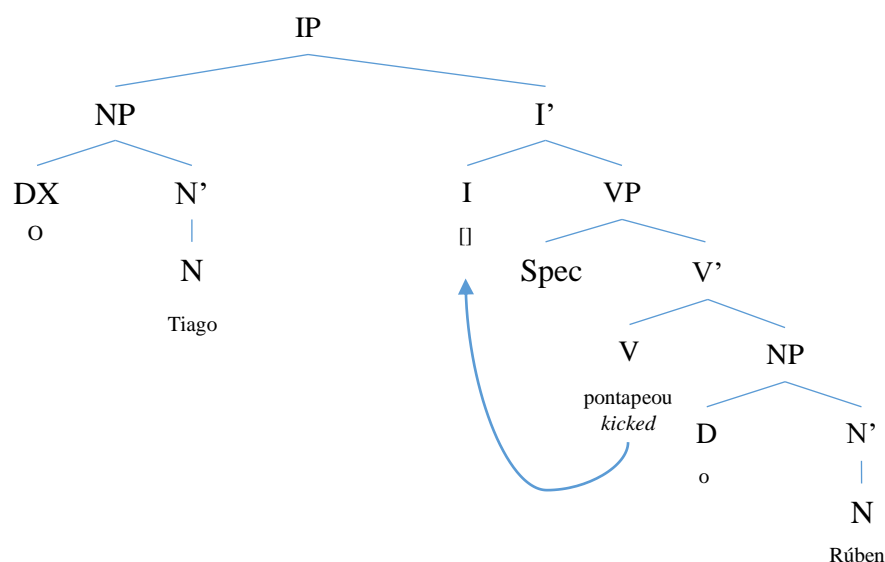 IP
NP I’
DX N’ I VP
O []
N Spec V’
Tiago
V NP
pontapeou
kicked D N’
o
N
Rúben